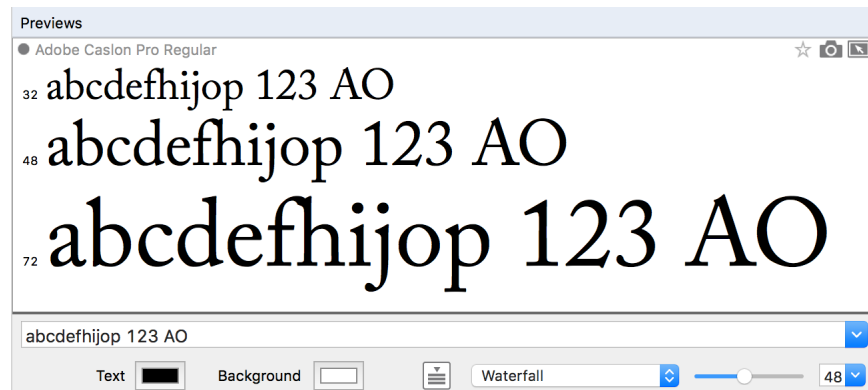 Previews
Adobe Caslon Pro Regular
32 abcdefhijop 123 AO
48 abcdefhijop 123 AO
72 abcdefhijop 123 AO
abcdefhijop 123 AO
Text Background Waterfall 48